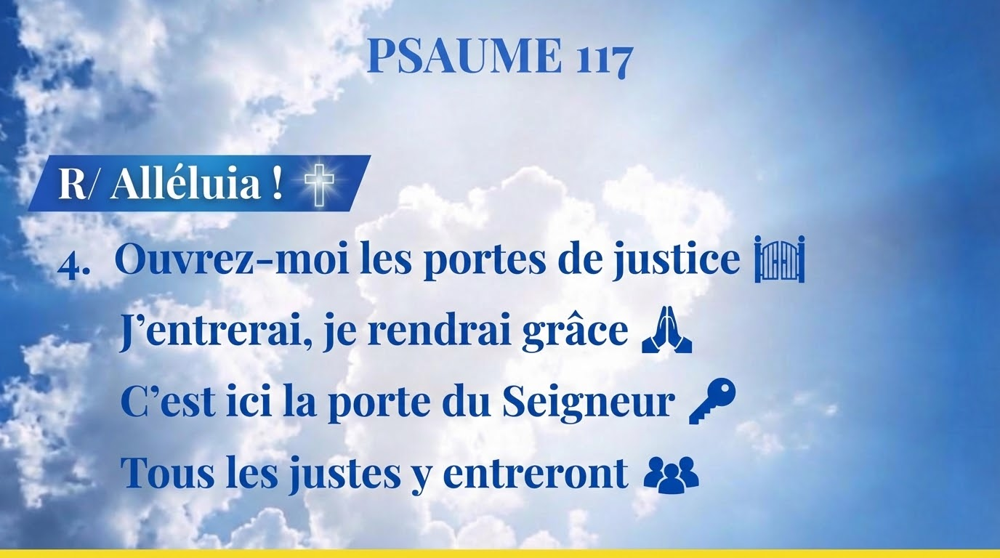 PSAUME 117
R/ Alléluia !
4. Ouvrez-moi les portes de justice
J’entrerai, je rendrai grâce
C’est ici la porte du Seigneur
Tous les justes y entreront